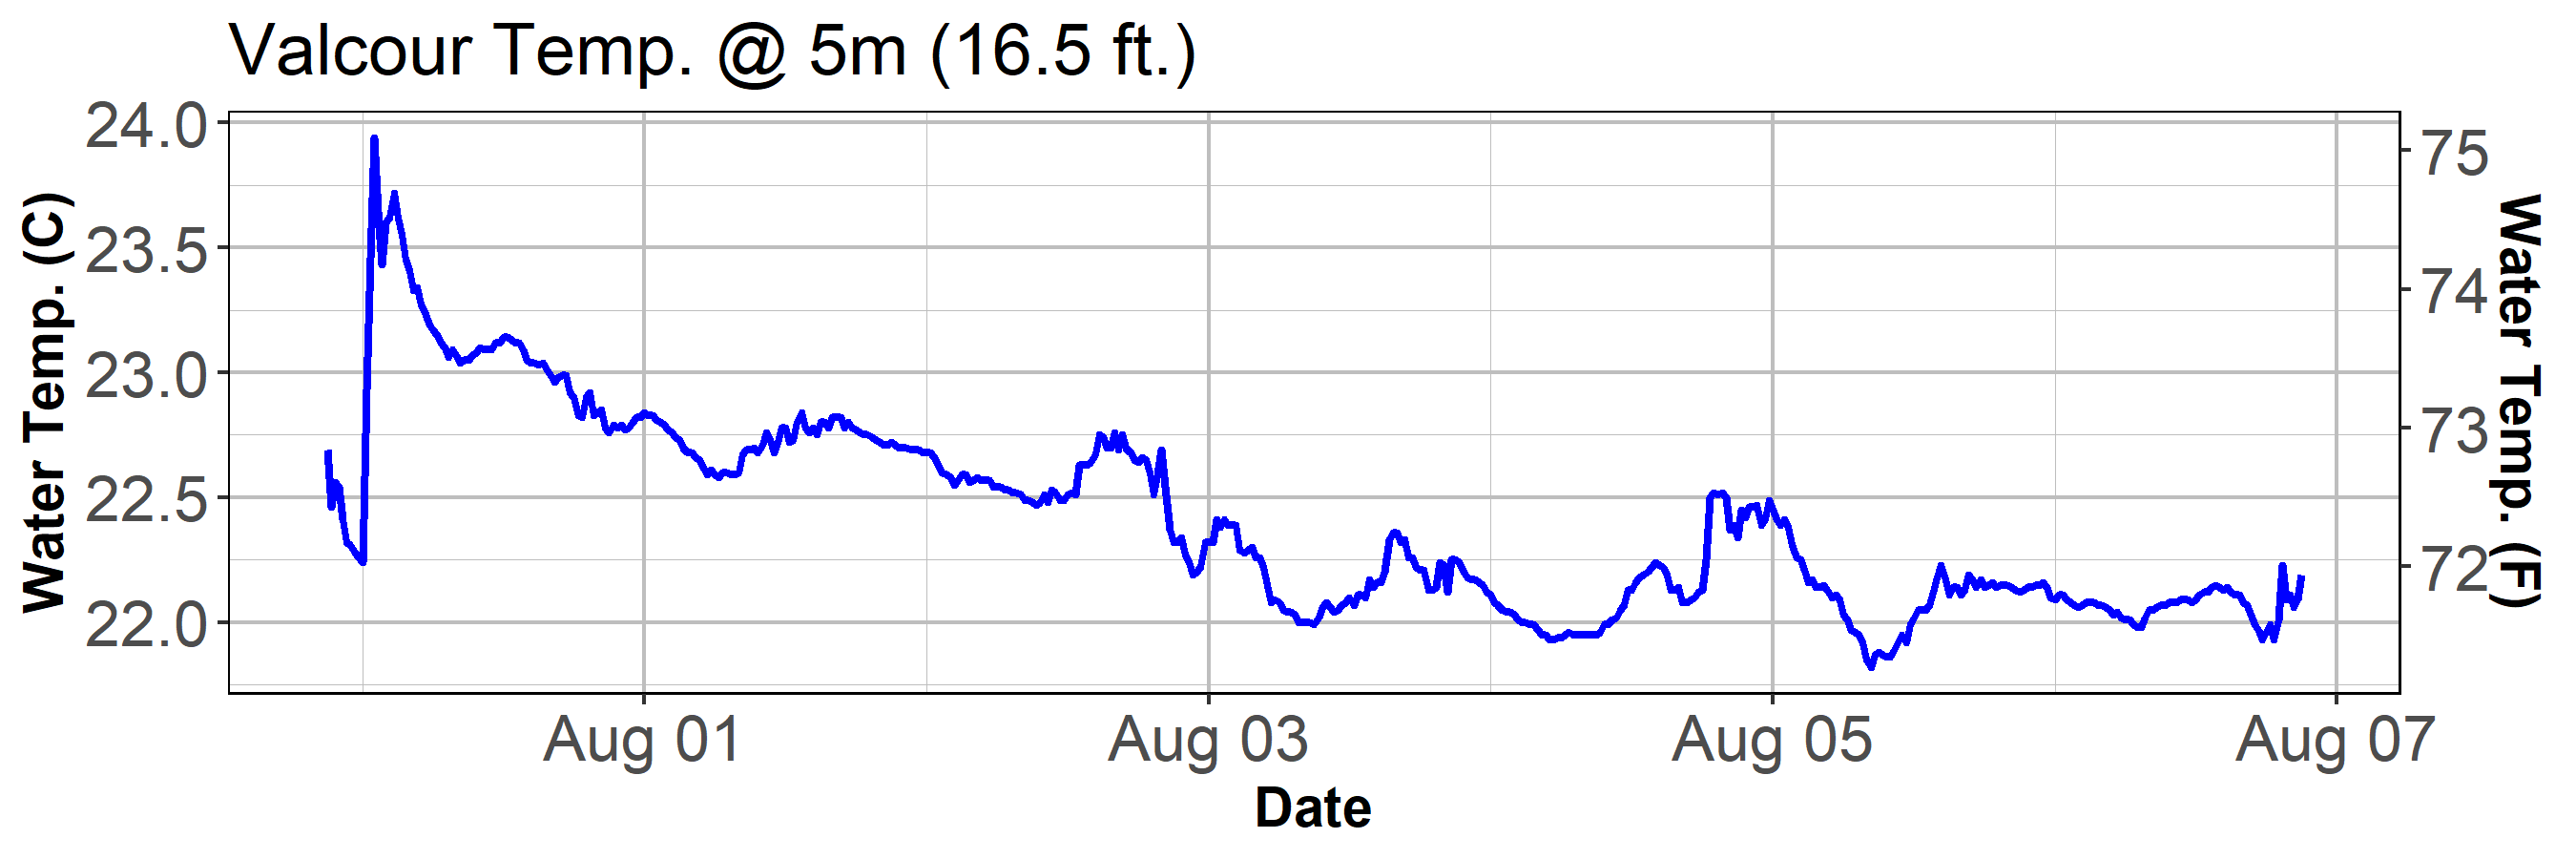 Valcour Temp. @ 5m (16.5 ft.)
Water Temp. (C)
24.0
23.5
23.0
22.5
22.0
75
74
73
72
Water Temp. (F)
Aug 01
Aug 03
Aug 05
Aug 07
Date